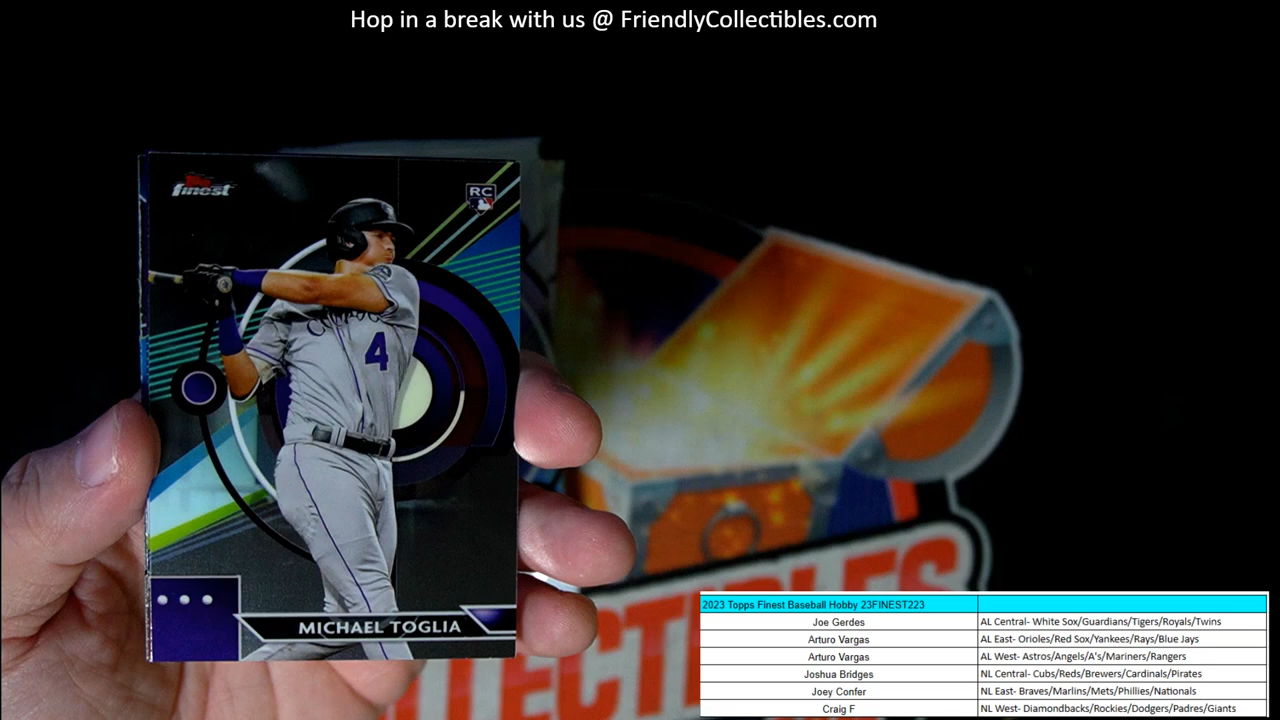 Hop in a break with us @ FriendlyCollectibles.com
Topps
finest
RC
4
MICHAEL TOGLIA
2023 Topps Finest Baseball Hobby 23FINEST223
Joe Gerdes AL Central- White Sox/Guardians/Tigers/Royals/Twins
Arturo Vargas AL East- Orioles/Red Sox/Yankees/Rays/Blue Jays
Arturo Vargas AL West- Astros/Angels/A's/Mariners/Rangers
Joshua Bridges NL Central- Cubs/Reds/Brewers/Cardinals/Pirates
Joey Confer NL East- Braves/Marlins/Mets/Phillies/Nationals
Craig F NL West- Diamondbacks/Rockies/Dodgers/Padres/Giants